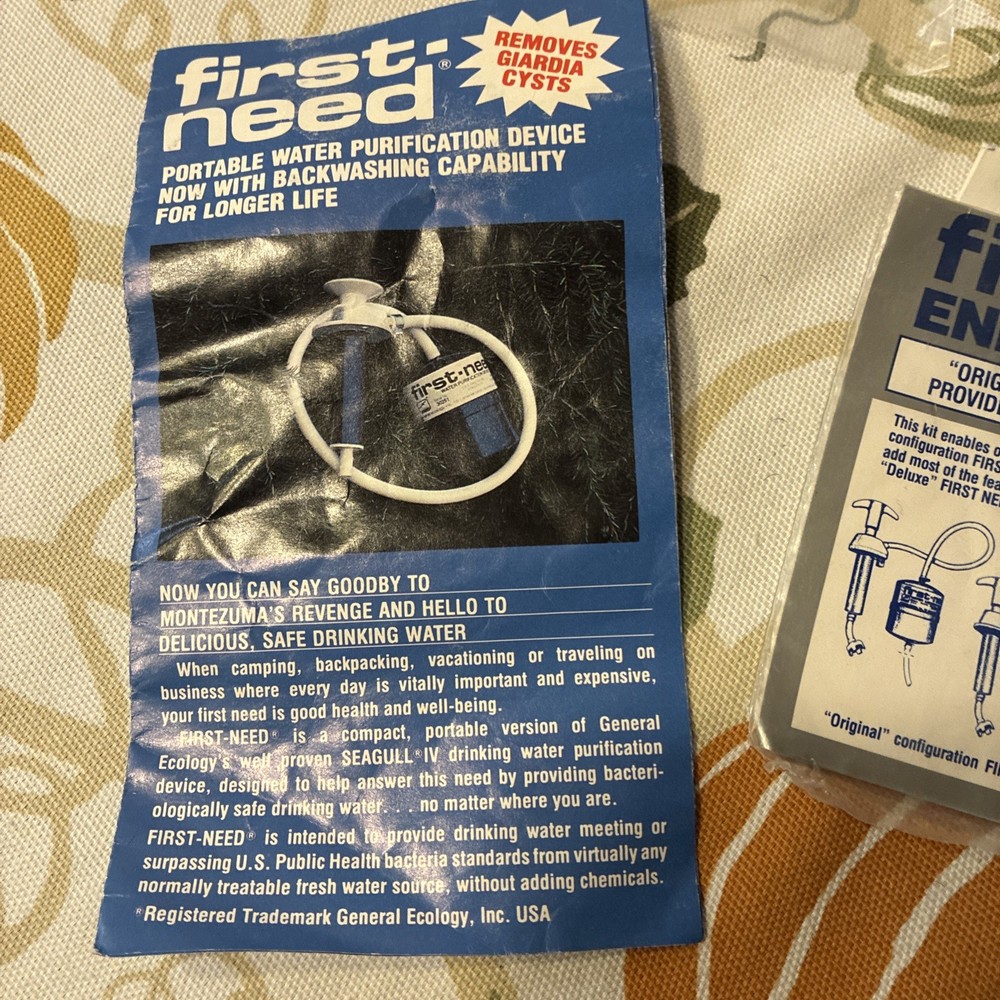 first-
need®
REMOVES
GIARDIA
CYSTS
PORTABLE WATER PURIFICATION DEVICE
NOW WITH BACKWASHING CAPABILITY
FOR LONGER LIFE
first-nee
NOW YOU CAN SAY GOODBY TO
MONTEZUMA'S REVENGE AND HELLO TO
DELICIOUS, SAFE DRINKING WATER
When camping, backpacking, vacationing or traveling on
business where every day is vitally important and expensive,
your first need is good health and well-being.
FIRST-NEED® is a compact, portable version of General
Ecology's well proven SEAGULL® IV drinking water purification
device, designed to help answer this need by providing bacteri-
ologically safe drinking water. . . . no matter where you are.
FIRST-NEED® is intended to provide drinking water meeting or
surpassing U.S. Public Health bacteria standards from virtually any
normally treatable fresh water source, without adding chemicals.
®Registered Trademark General Ecology, Inc. USA
fi
EN
"ORIG
PROVID
This kit enables o
configuration FIRS
add most of the fea
"Deluxe" FIRST NE
first-need
"Original" configuration FI